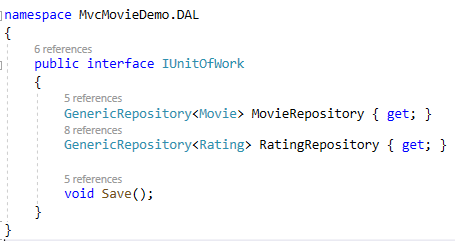 namespace MvcMovieDemo.DAL
{
6 references
public interface IUnitOfWork
{
5 references
GenericRepository<Movie> MovieRepository { get; }
8 references
GenericRepository<Rating> RatingRepository { get; }
5 references
void Save();
}
}